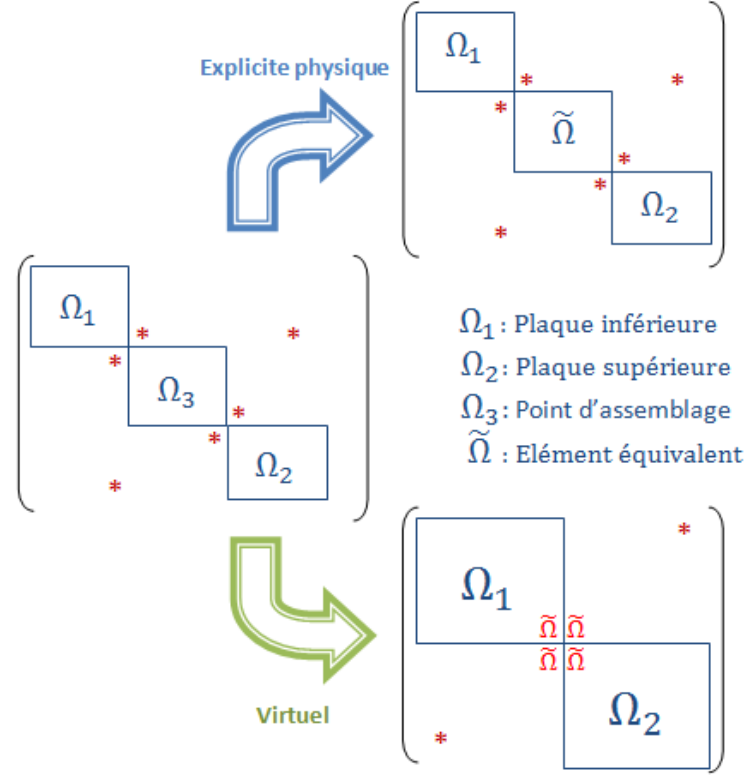 Explicite physique
Ω₁
*
*
*
Ω̃
*
*
Ω₂
*
Ω₁
*
*
*
Ω₃
*
*
Ω₂
*
Ω₁ : Plaque inférieure
Ω₂ : Plaque supérieure
Ω₃ : Point d'assemblage
Ω̃ : Elément équivalent
Virtuel
*
Ω₁
Ω̃ Ω̃
Ω̃ Ω̃
Ω₂
*